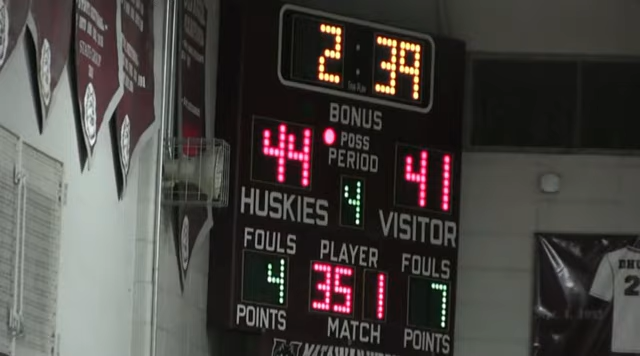 2:39
BONUS
44 POSS 41
PERIOD
HUSKIES 4 VISITOR
FOULS PLAYER FOULS
4 35 1 7
POINTS MATCH POINTS